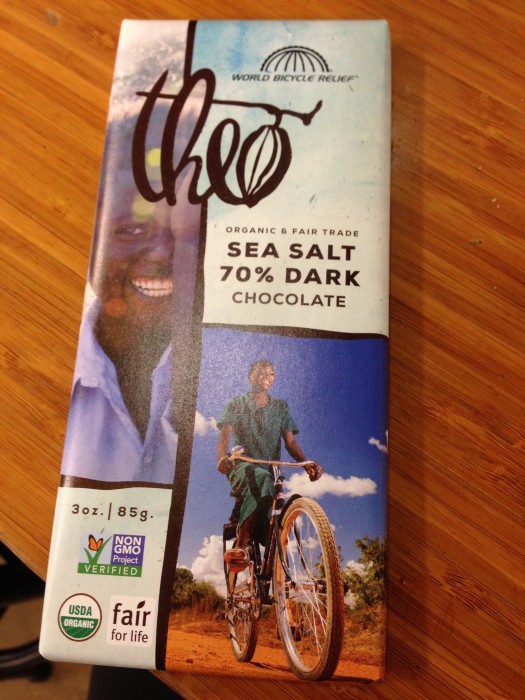 WORLD BICYCLE RELIEF
theo
ORGANIC & FAIR TRADE
SEA SALT
70% DARK
CHOCOLATE
3oz. | 85g.
NON
GMO
Project
VERIFIED
USDA
ORGANIC
fair
for life